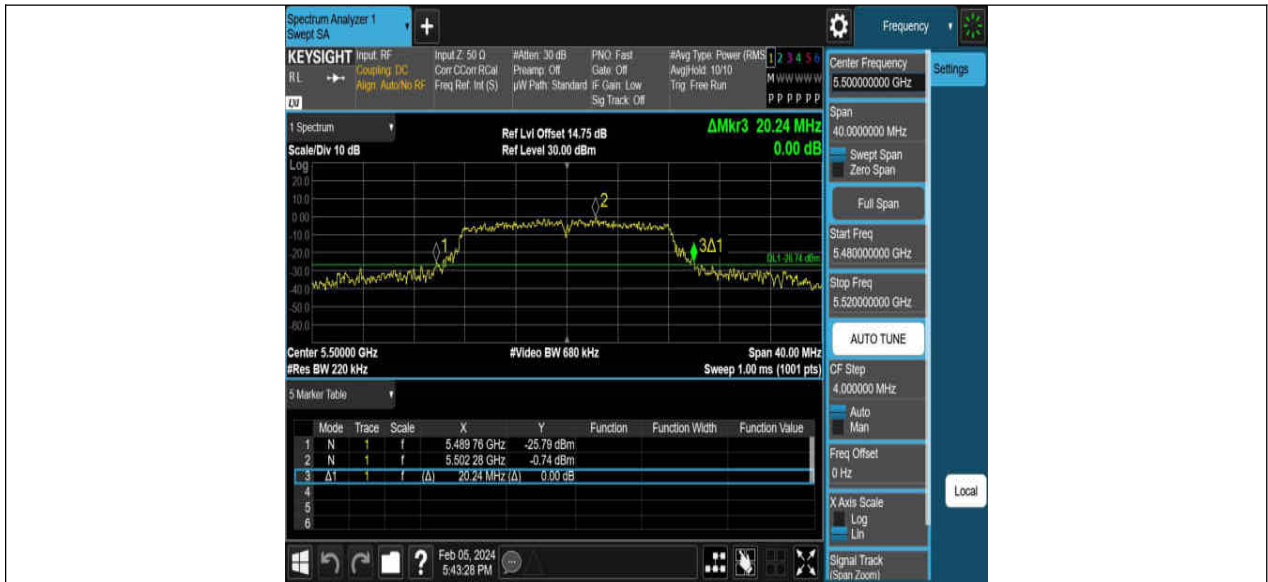 Spectrum Analyzer 1
Swept SA
+
Frequency
KEYSIGHT
RL
Input: RF
Coupling: DC
Align: Auto/No RF
Input Z: 50 Ω
Corr CCorr RCal
Freq Ref: Int (S)
#Atten: 30 dB
Preamp: Off
µW Path: Standard
PNO: Fast
Gate: Off
IF Gain: Low
Sig Track: Off
#Avg Type: Power (RMS
Avg|Hold: 10/10
Trig: Free Run
1 2 3 4 5 6
M W W W W W
P P P P P P
1 Spectrum
Scale/Div 10 dB
Ref Lvl Offset 14.75 dB
Ref Level 30.00 dBm
ΔMkr3 20.24 MHz
0.00 dB
Log
20.0
10.0
0.00
-10.0
-20.0
-30.0
-40.0
-50.0
-60.0
1
2
3Δ1
DL1 -26.74 dBm
Center 5.50000 GHz
#Video BW 680 kHz
Span 40.00 MHz
#Res BW 220 kHz
Sweep 1.00 ms (1001 pts)
5 Marker Table
Mode Trace Scale X Y Function Function Width Function Value
1 N 1 f 5.489 76 GHz -25.79 dBm
2 N 1 f 5.502 28 GHz -0.74 dBm
3 Δ1 1 f (Δ) 20.24 MHz (Δ) 0.00 dB
4
5
6
?
Feb 05, 2024
5:43:28 PM
Center Frequency
5.500000000 GHz
Settings
Span
40.0000000 MHz
Swept Span
Zero Span
Full Span
Start Freq
5.480000000 GHz
Stop Freq
5.520000000 GHz
AUTO TUNE
CF Step
4.000000 MHz
Auto
Man
Freq Offset
0 Hz
X Axis Scale
Log
Lin
Local
Signal Track
(Span Zoom)